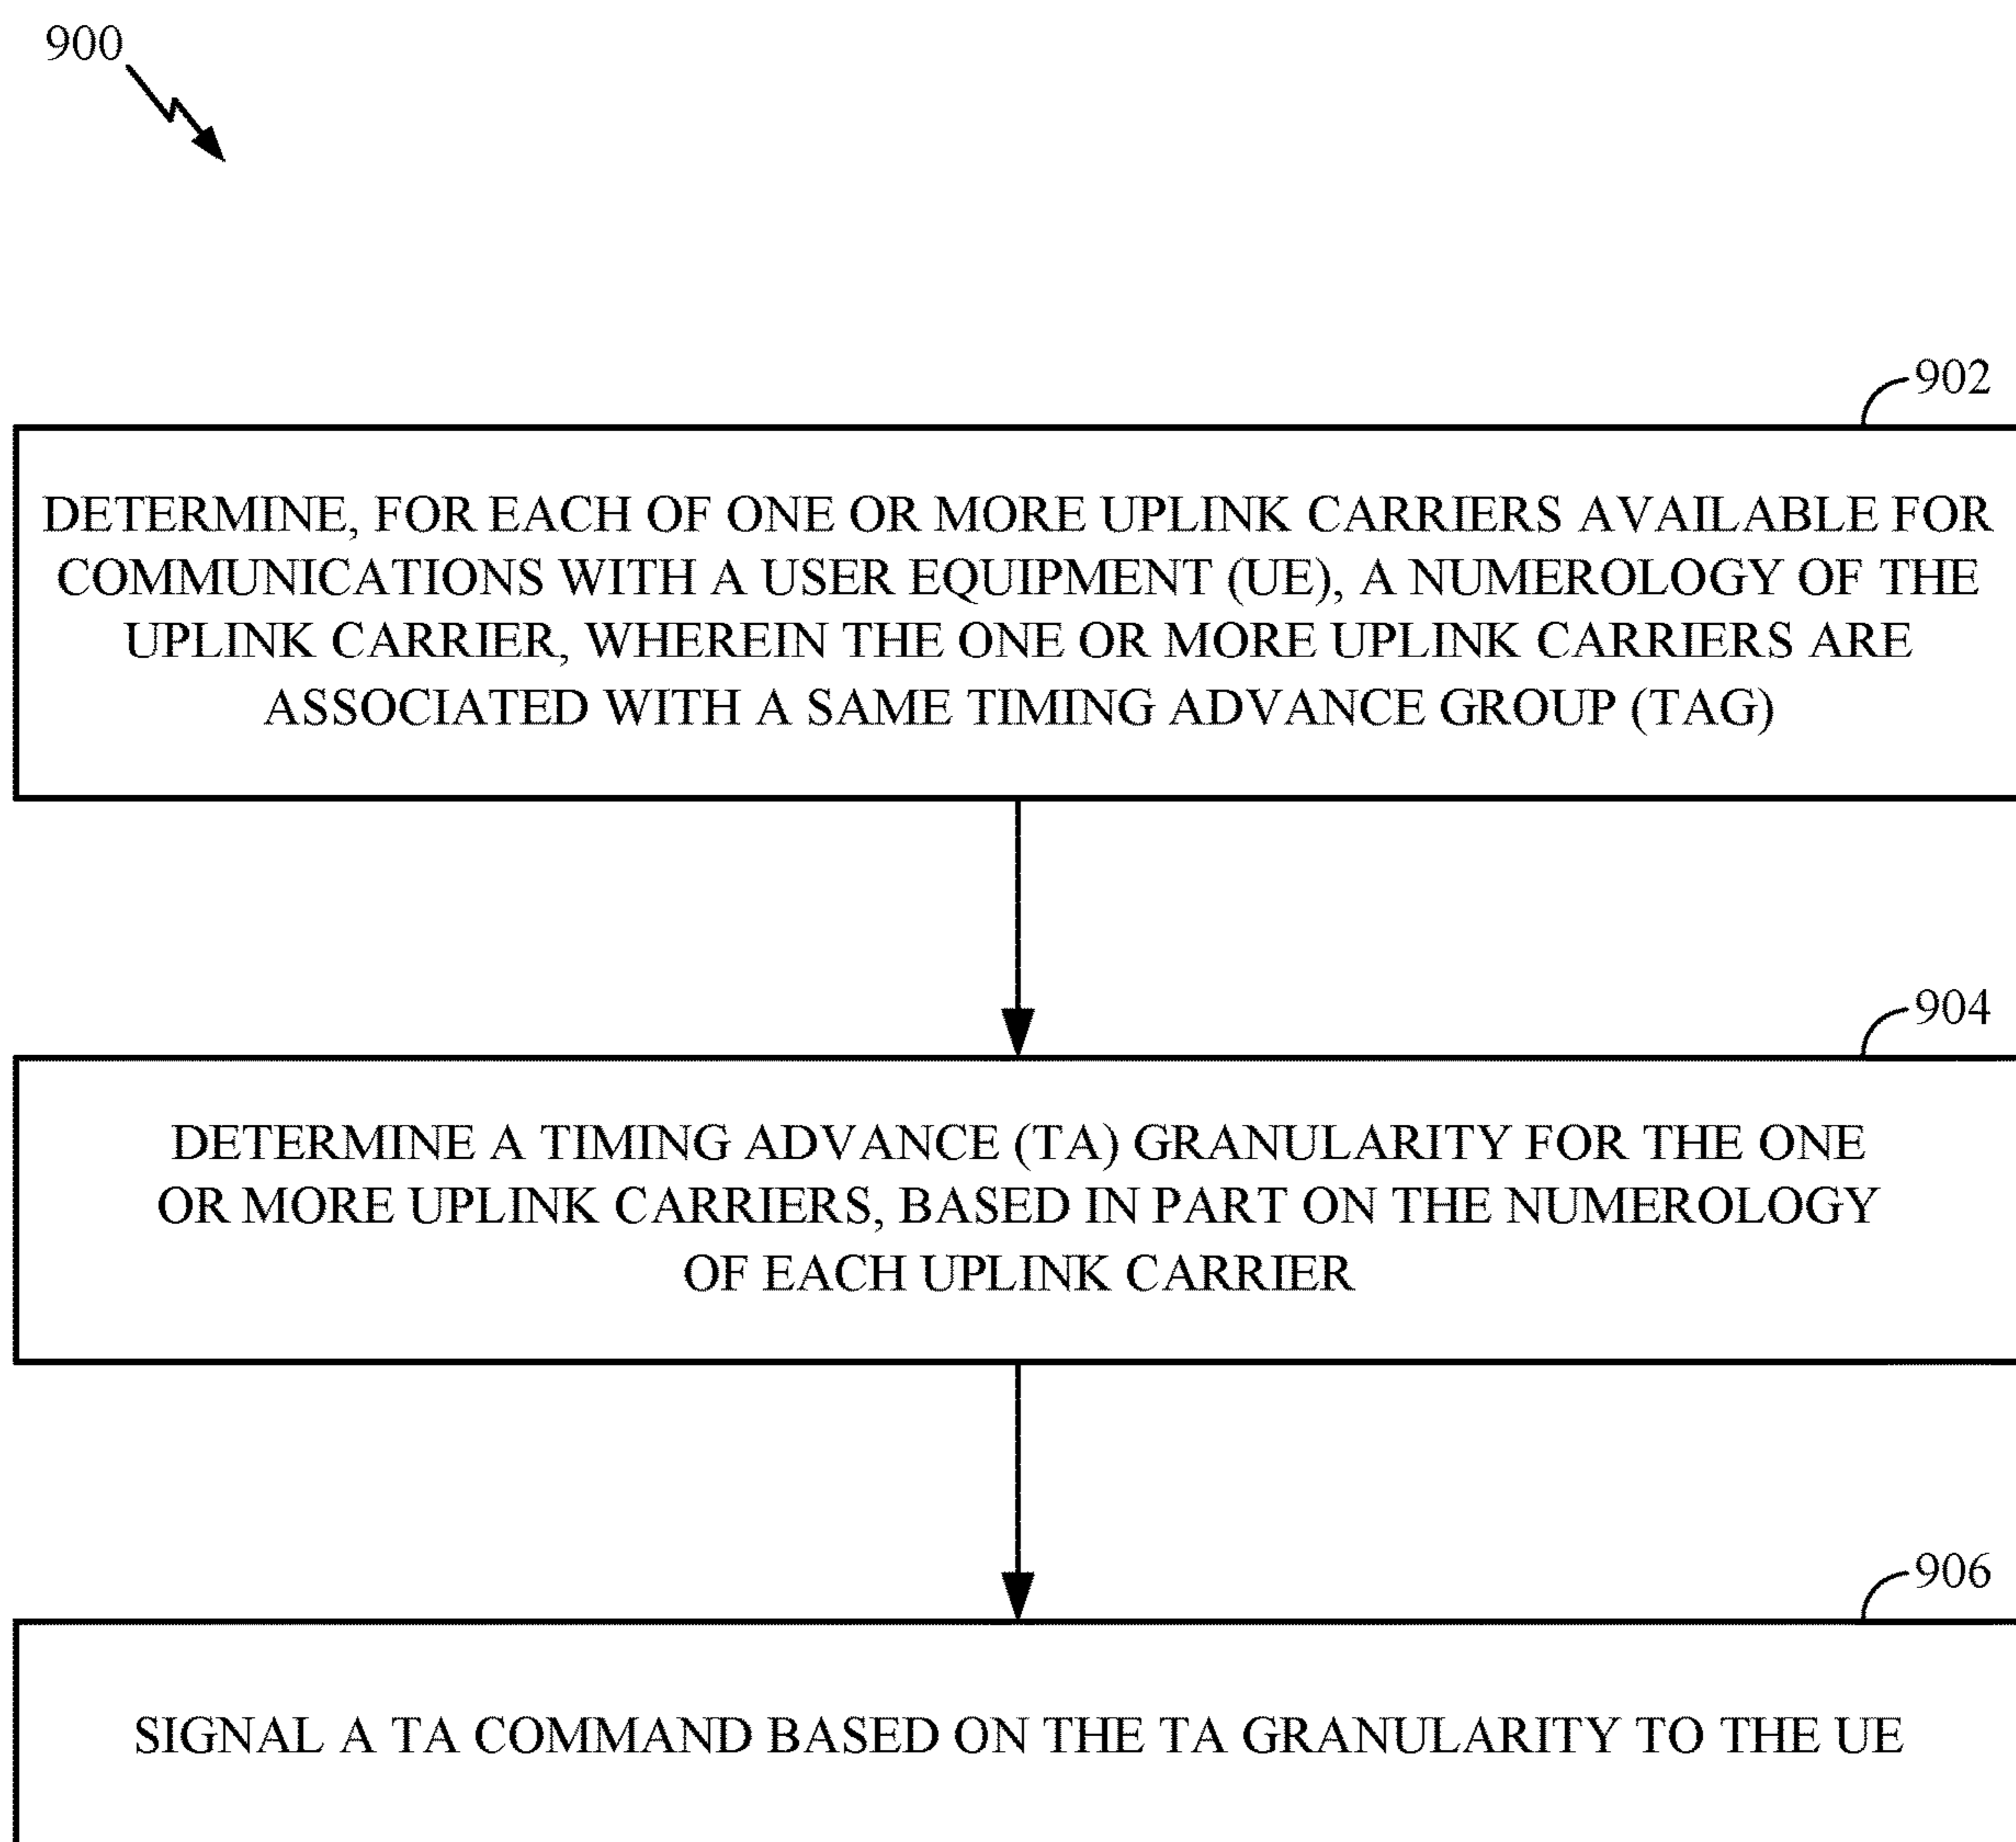 900
902
DETERMINE, FOR EACH OF ONE OR MORE UPLINK CARRIERS AVAILABLE FOR
COMMUNICATIONS WITH A USER EQUIPMENT (UE), A NUMEROLOGY OF THE
UPLINK CARRIER, WHEREIN THE ONE OR MORE UPLINK CARRIERS ARE
ASSOCIATED WITH A SAME TIMING ADVANCE GROUP (TAG)
904
DETERMINE A TIMING ADVANCE (TA) GRANULARITY FOR THE ONE
OR MORE UPLINK CARRIERS, BASED IN PART ON THE NUMEROLOGY
OF EACH UPLINK CARRIER
906
SIGNAL A TA COMMAND BASED ON THE TA GRANULARITY TO THE UE